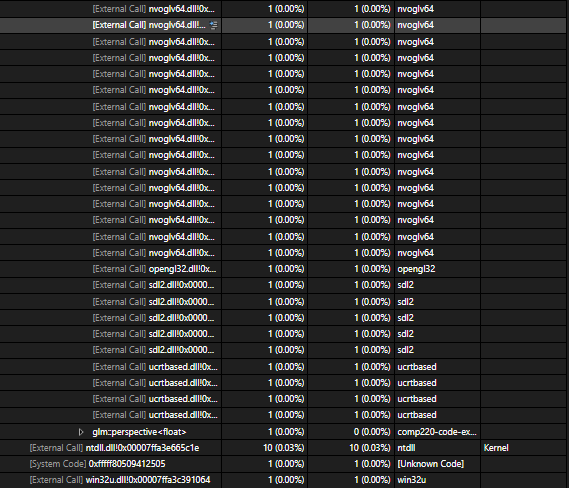 [External Call] nvoglv64.dll!0x... 1 (0.00%) 1 (0.00%) nvoglv64
[External Call] nvoglv64.dll!... 1 (0.00%) 1 (0.00%) nvoglv64
[External Call] nvoglv64.dll!0x... 1 (0.00%) 1 (0.00%) nvoglv64
[External Call] nvoglv64.dll!0x... 1 (0.00%) 1 (0.00%) nvoglv64
[External Call] nvoglv64.dll!0x... 1 (0.00%) 1 (0.00%) nvoglv64
[External Call] nvoglv64.dll!0x... 1 (0.00%) 1 (0.00%) nvoglv64
[External Call] nvoglv64.dll!0x... 1 (0.00%) 1 (0.00%) nvoglv64
[External Call] nvoglv64.dll!0x... 1 (0.00%) 1 (0.00%) nvoglv64
[External Call] nvoglv64.dll!0x... 1 (0.00%) 1 (0.00%) nvoglv64
[External Call] nvoglv64.dll!0x... 1 (0.00%) 1 (0.00%) nvoglv64
[External Call] nvoglv64.dll!0x... 1 (0.00%) 1 (0.00%) nvoglv64
[External Call] nvoglv64.dll!0x... 1 (0.00%) 1 (0.00%) nvoglv64
[External Call] nvoglv64.dll!0x... 1 (0.00%) 1 (0.00%) nvoglv64
[External Call] nvoglv64.dll!0x... 1 (0.00%) 1 (0.00%) nvoglv64
[External Call] nvoglv64.dll!0x... 1 (0.00%) 1 (0.00%) nvoglv64
[External Call] nvoglv64.dll!0x... 1 (0.00%) 1 (0.00%) nvoglv64
[External Call] opengl32.dll!0x... 1 (0.00%) 1 (0.00%) opengl32
[External Call] sdl2.dll!0x0000... 1 (0.00%) 1 (0.00%) sdl2
[External Call] sdl2.dll!0x0000... 1 (0.00%) 1 (0.00%) sdl2
[External Call] sdl2.dll!0x0000... 1 (0.00%) 1 (0.00%) sdl2
[External Call] sdl2.dll!0x0000... 1 (0.00%) 1 (0.00%) sdl2
[External Call] sdl2.dll!0x0000... 1 (0.00%) 1 (0.00%) sdl2
[External Call] ucrtbased.dll!0x... 1 (0.00%) 1 (0.00%) ucrtbased
[External Call] ucrtbased.dll!0x... 1 (0.00%) 1 (0.00%) ucrtbased
[External Call] ucrtbased.dll!0x... 1 (0.00%) 1 (0.00%) ucrtbased
[External Call] ucrtbased.dll!0x... 1 (0.00%) 1 (0.00%) ucrtbased
glm::perspective<float> 1 (0.00%) 0 (0.00%) comp220-code-ex...
[External Call] ntdll.dll!0x00007ffa3e665c1e 10 (0.03%) 10 (0.03%) ntdll Kernel
[System Code] 0xfffff80509412505 1 (0.00%) 1 (0.00%) [Unknown Code]
[External Call] win32u.dll!0x00007ffa3c391064 1 (0.00%) 1 (0.00%) win32u